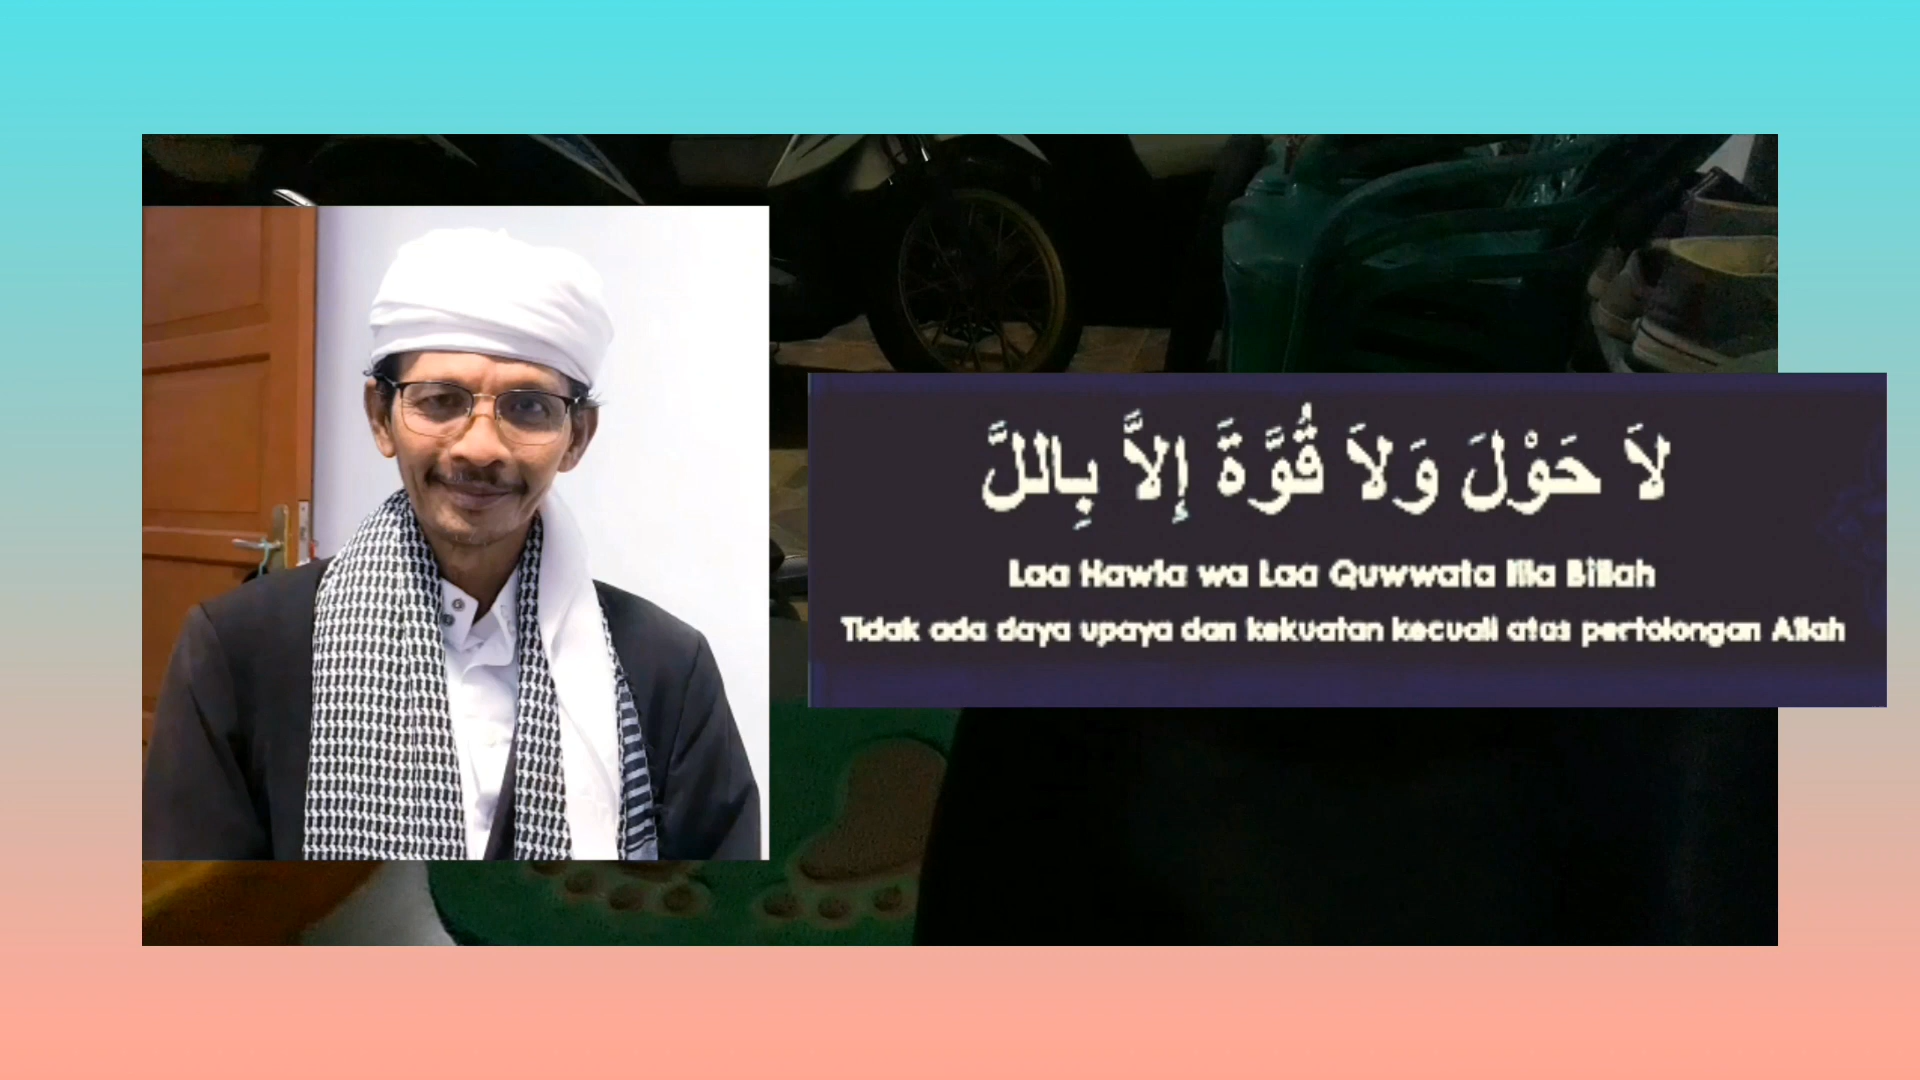 لاَ حَوْلَ وَلاَ قُوَّةَ إِلاَّ بِاللَّ
Laa Hawla wa Laa Quwwata Illa Billah
Tidak ada daya upaya dan kekuatan kecuali atas pertolongan Allah